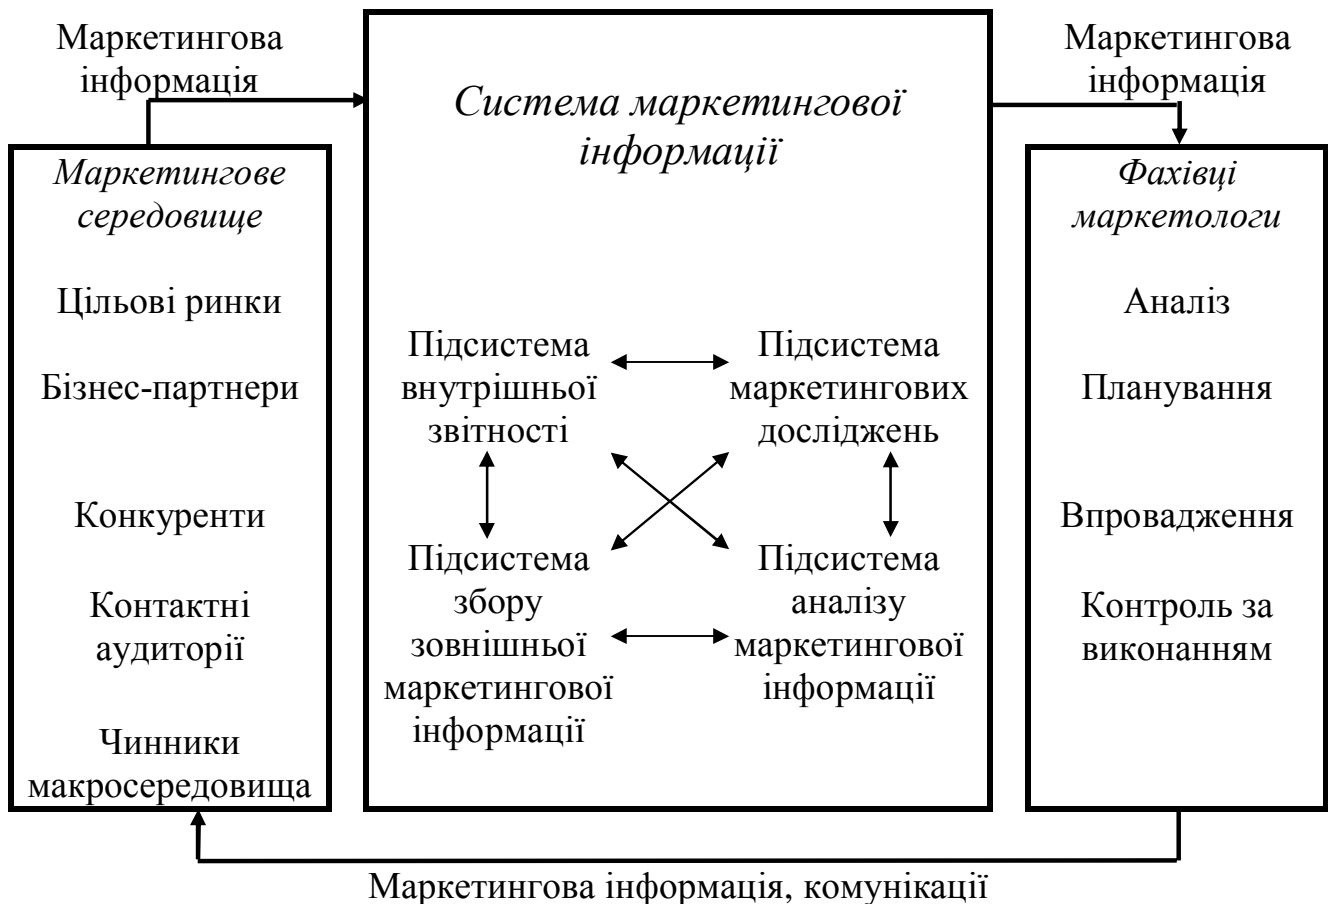 Маркетингова
інформація
Маркетингова
інформація
Система маркетингової
інформації
Маркетингове
середовище
Цільові ринки
Бізнес-партнери
Конкуренти
Контактні
аудиторії
Чинники
макросередовища
Підсистема
внутрішньої
звітності
Підсистема
маркетингових
досліджень
Підсистема
збору
зовнішньої
маркетингової
інформації
Підсистема
аналізу
маркетингової
інформації
Фахівці
маркетологи
Аналіз
Планування
Впровадження
Контроль за
виконанням
Маркетингова інформація, комунікації